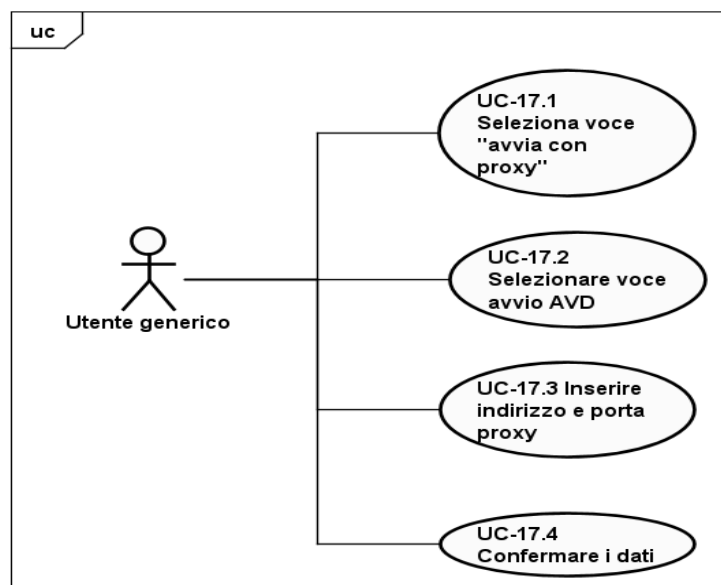 uc
UC-17.1
Seleziona voce
"avvia con
proxy"
UC-17.2
Selezionare voce
avvio AVD
Utente generico
UC-17.3 Inserire
indirizzo e porta
proxy
UC-17.4
Confermare i dati